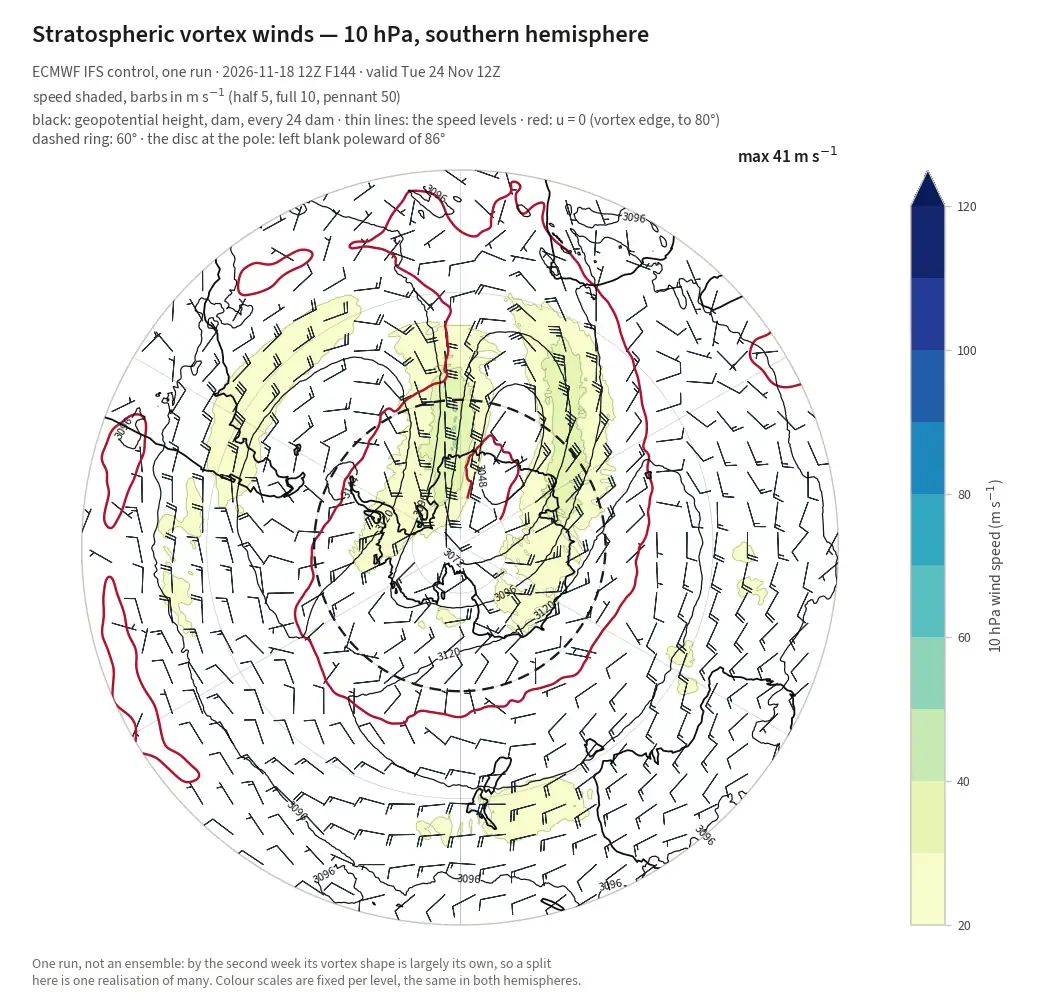 Stratospheric vortex winds — 10 hPa, southern hemisphere
ECMWF IFS control, one run · 2026-11-18 12Z F144 · valid Tue 24 Nov 12Z
speed shaded, barbs in m s⁻¹ (half 5, full 10, pennant 50)
black: geopotential height, dam, every 24 dam · thin lines: the speed levels · red: u = 0 (vortex edge, to 80°)
dashed ring: 60° · the disc at the pole: left blank poleward of 86°
max 41 m s⁻¹
3096
3096
120
100
3096
3048
80
3120
3072
10 hPa wind speed (m s⁻¹)
3096
3120
60
3120
40
3096
3096
3096
3096
3096
20
One run, not an ensemble: by the second week its vortex shape is largely its own, so a split
here is one realisation of many. Colour scales are fixed per level, the same in both hemispheres.